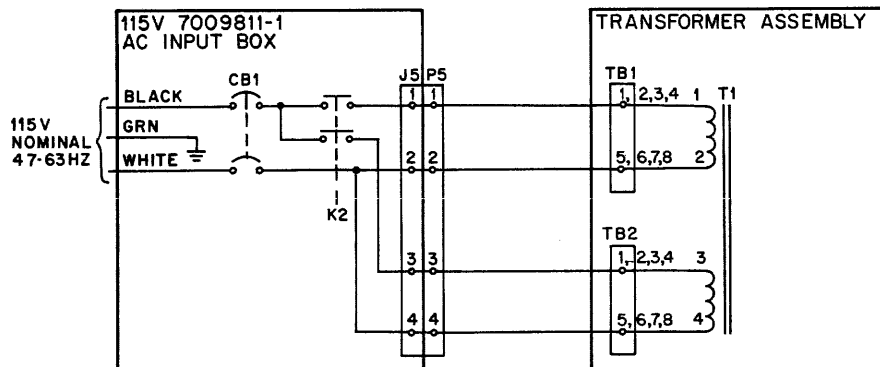 115V 7009811-1
AC INPUT BOX
TRANSFORMER ASSEMBLY
CB1
J5 P5
TB1
T1
BLACK
1 1
1, 2,3,4 1
115V
NOMINAL
47-63HZ
GRN
WHITE
2 2
5, 6,7,8 2
K2
TB2
3 3
1, 2,3,4 3
4 4
5, 6,7,8 4